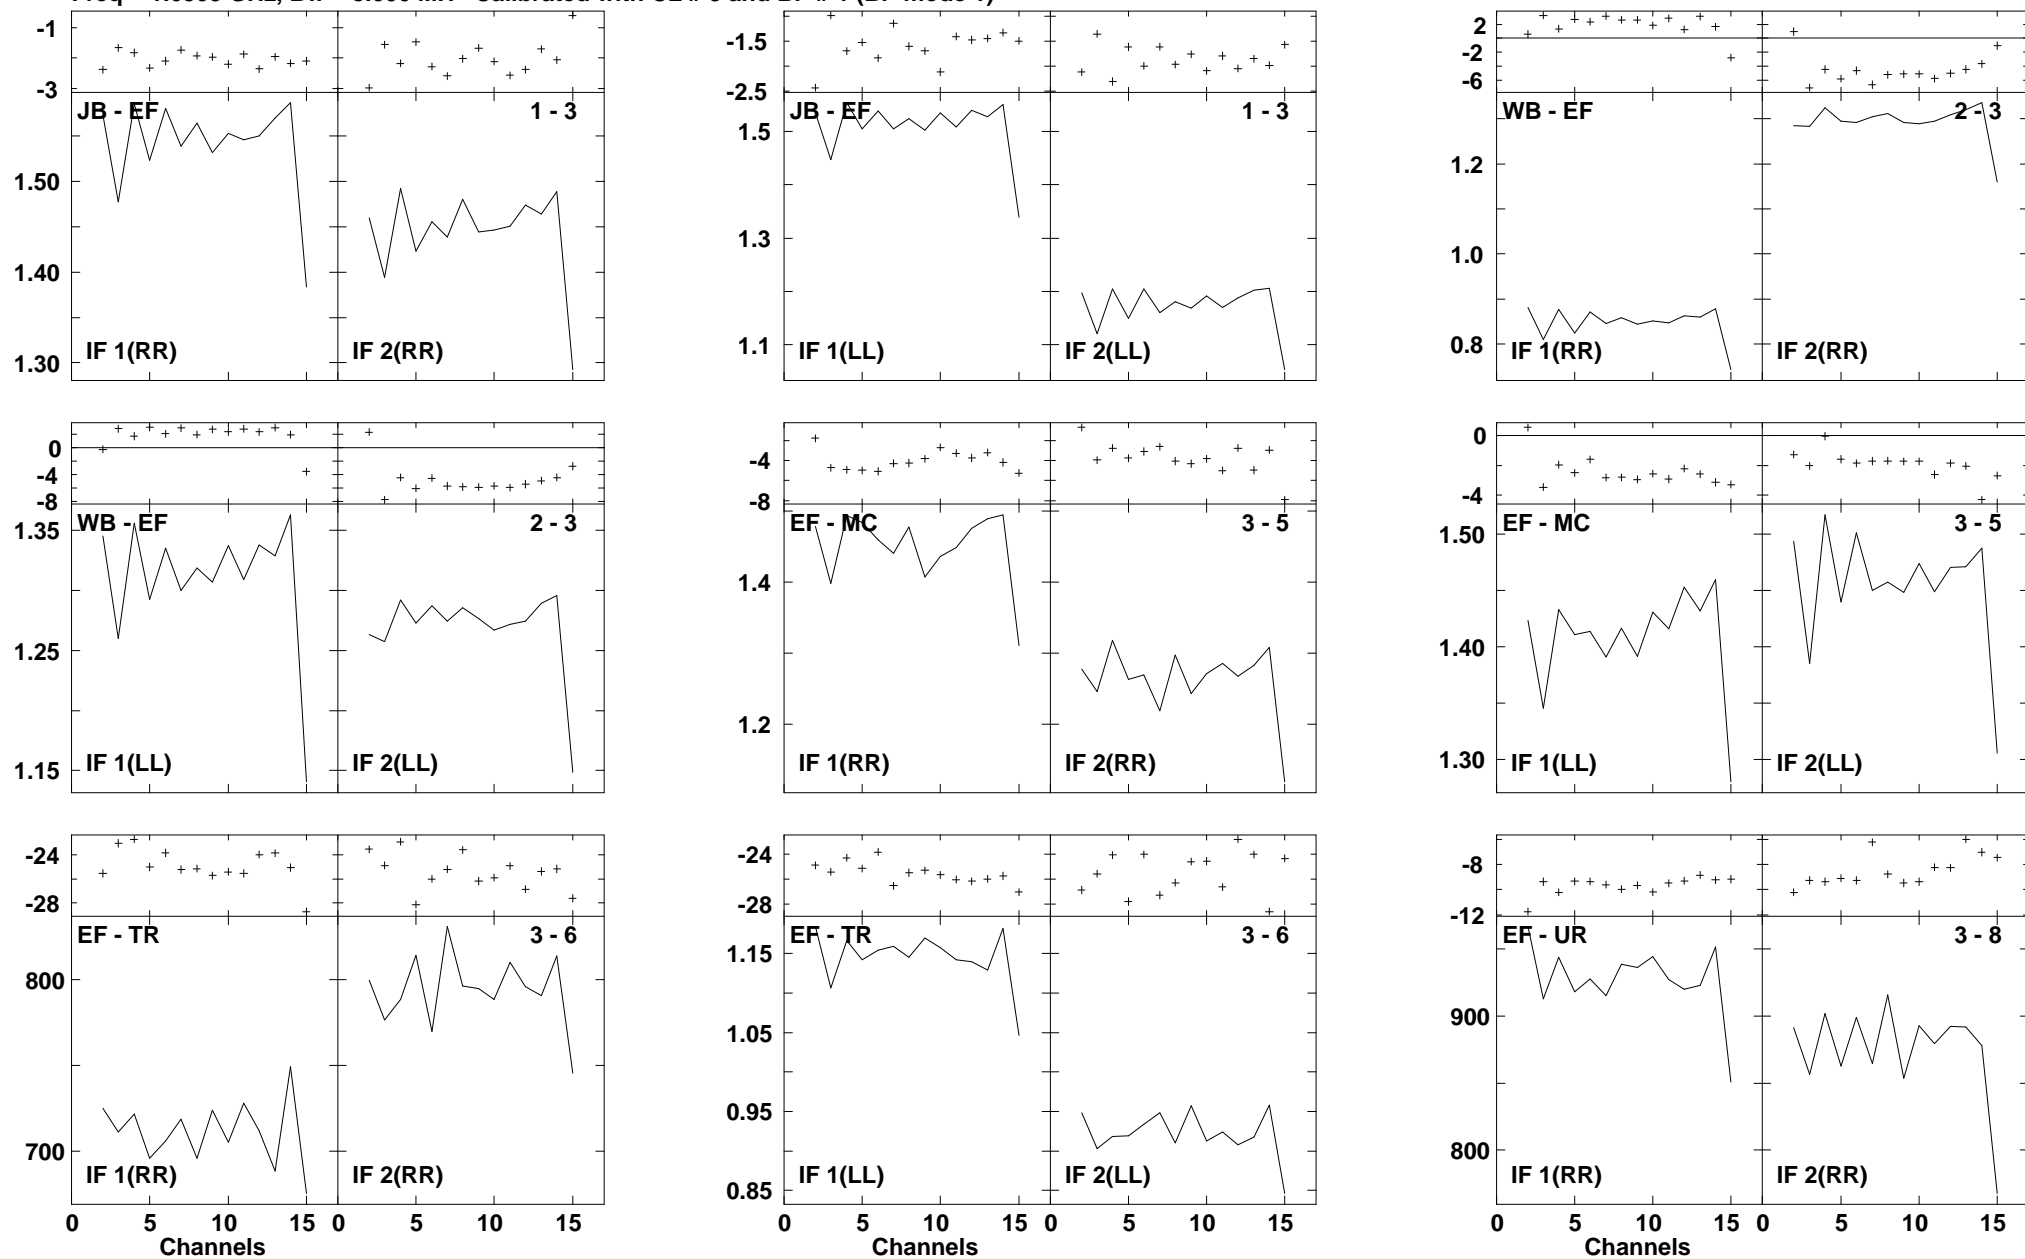 -1
-3
JB - EF
1 - 3
1.50
1.40
1.30
IF 1(RR)
IF 2(RR)
-1.5
-2.5
JB - EF
1 - 3
1.5
1.3
1.1
IF 1(LL)
IF 2(LL)
2
-2
-6
WB - EF
2 - 3
1.2
1.0
0.8
IF 1(RR)
IF 2(RR)
0
-4
-8
WB - EF
2 - 3
1.35
1.25
1.15
IF 1(LL)
IF 2(LL)
-4
-8
EF - MC
3 - 5
1.4
1.2
IF 1(RR)
IF 2(RR)
0
-4
EF - MC
3 - 5
1.50
1.40
1.30
IF 1(LL)
IF 2(LL)
-24
-28
EF - TR
3 - 6
800
700
IF 1(RR)
IF 2(RR)
0 5 10 15 0 5 10 15
Channels
-24
-28
EF - TR
3 - 6
1.15
1.05
0.95
0.85
IF 1(LL)
IF 2(LL)
0 5 10 15 0 5 10 15
Channels
-8
-12
EF - UR
3 - 8
900
800
IF 1(RR)
IF 2(RR)
0 5 10 15 0 5 10 15
Channels